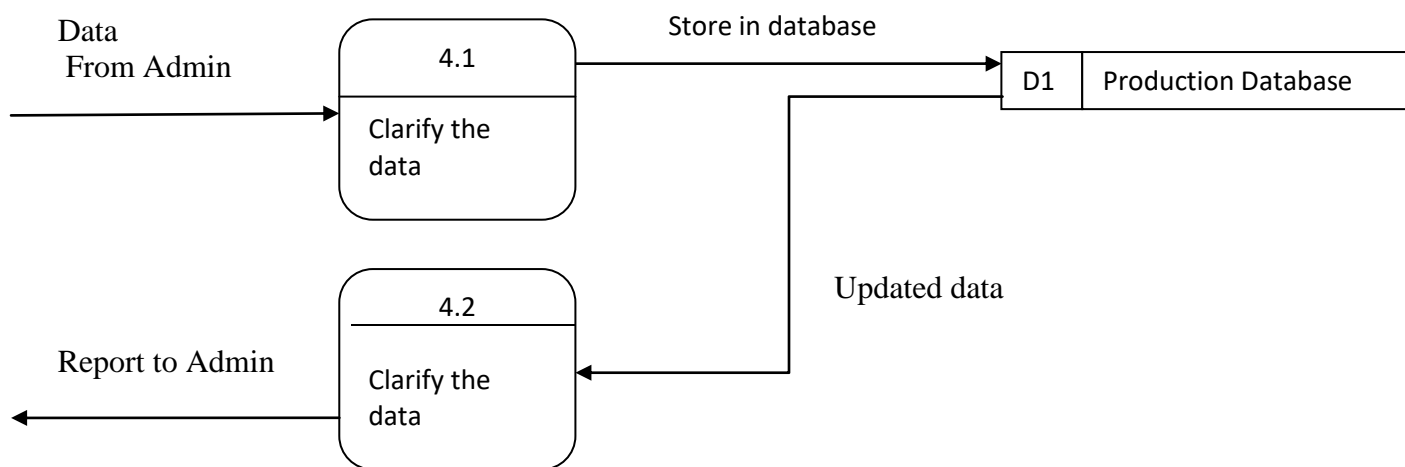 Data
From Admin
4.1
Clarify the
data
Store in database
D1
Production Database
Updated data
4.2
Clarify the
data
Report to Admin